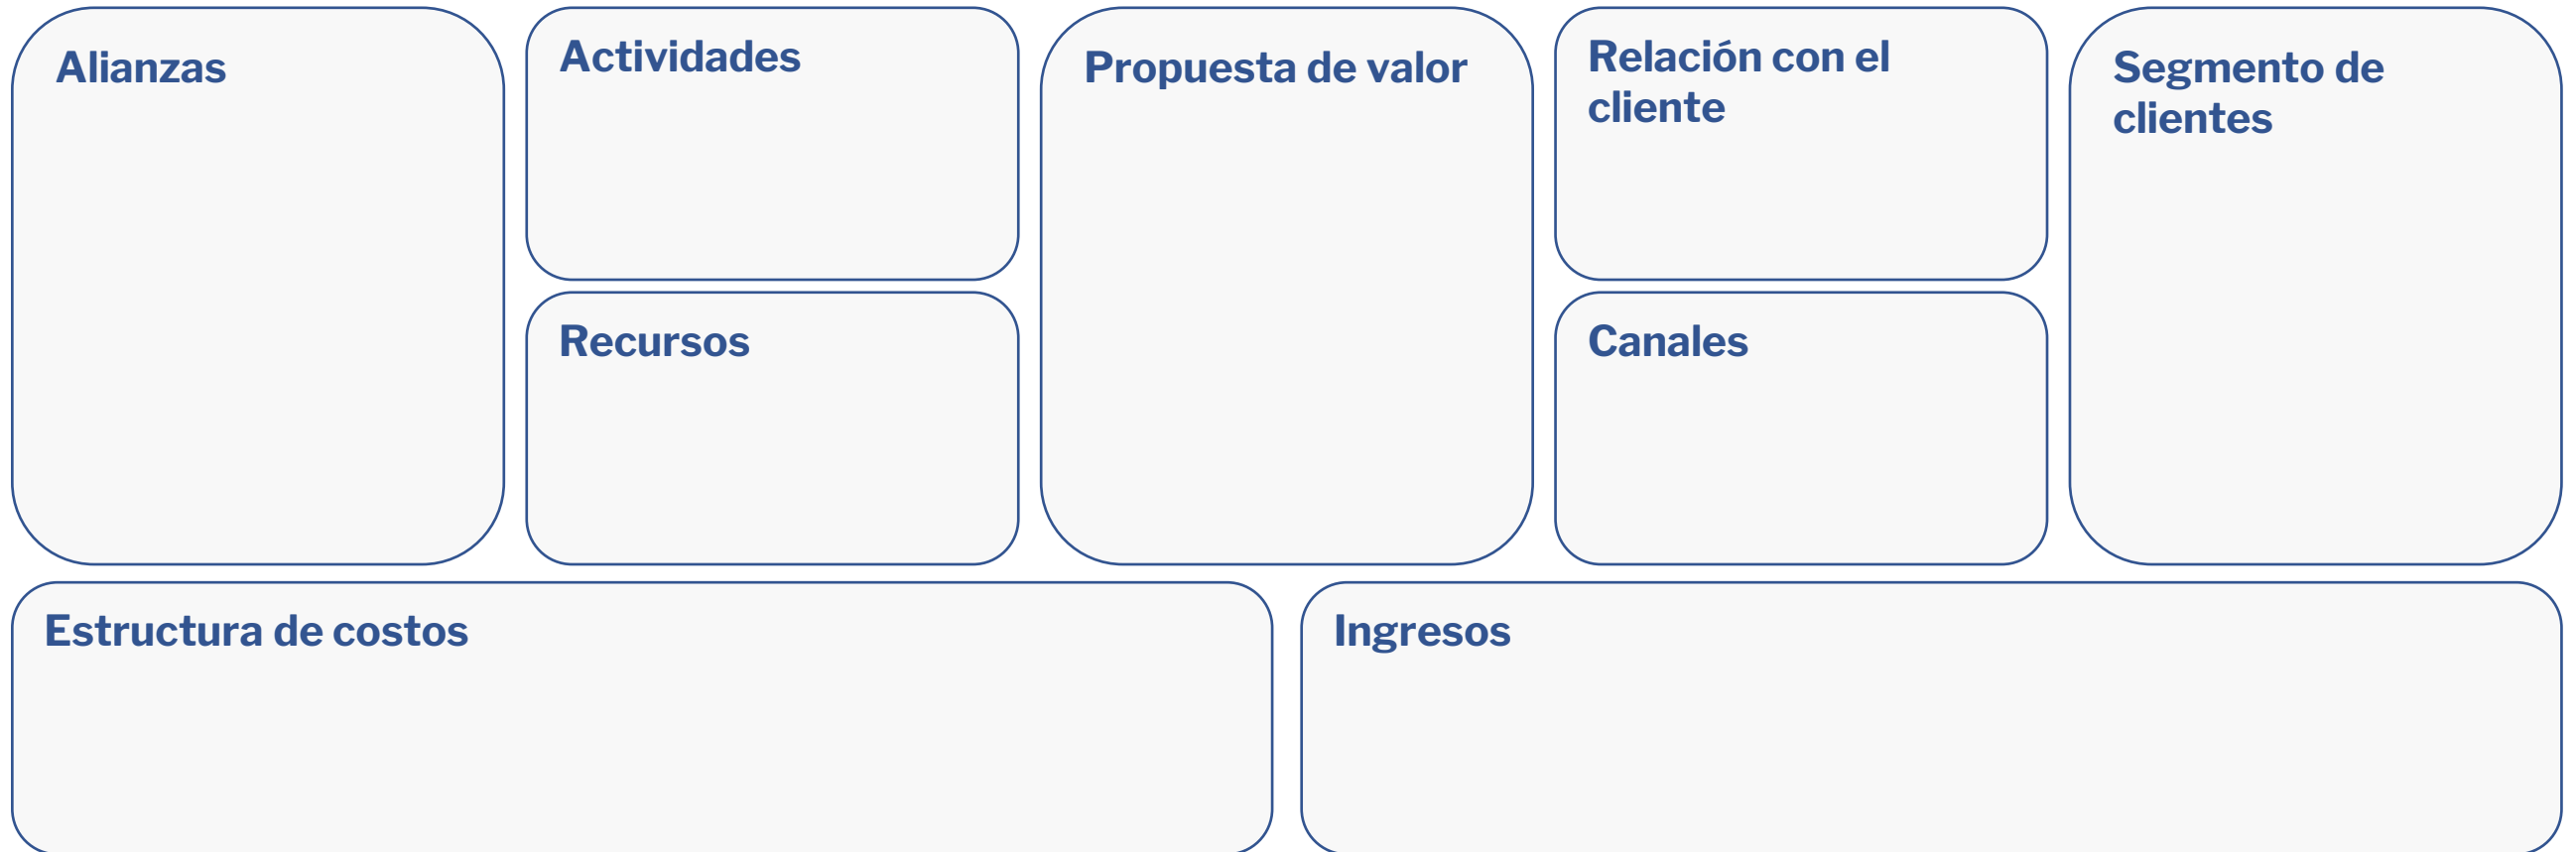 Alianzas
Actividades
Recursos
Propuesta de valor
Relación con el
cliente
Canales
Segmento de
clientes
Estructura de costos
Ingresos